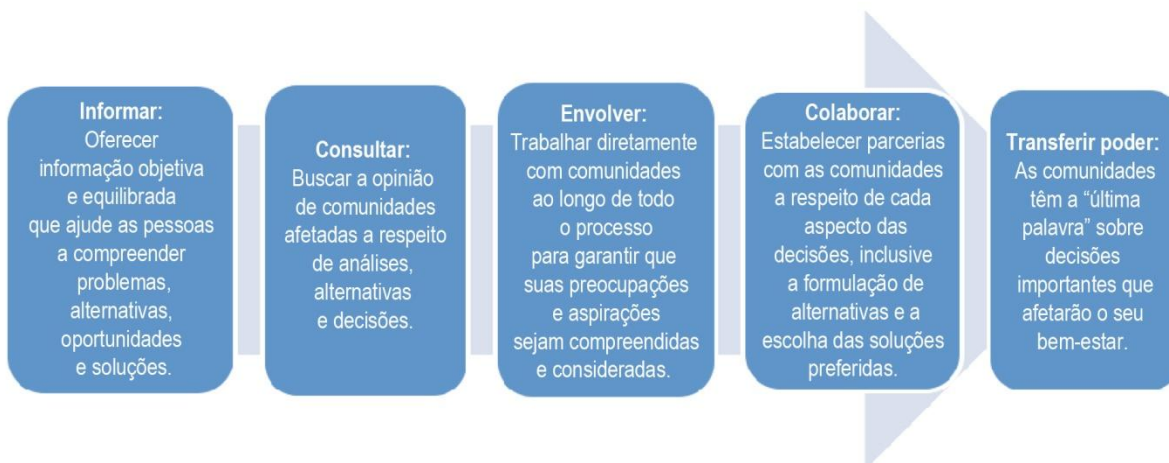 Informar:
Oferecer
informação objetiva
e equilibrada
que ajude as pessoas
a compreender
problemas,
alternativas,
oportunidades
e soluções.
Consultar:
Buscar a opinião
de comunidades
afetadas a respeito
de análises,
alternativas
e decisões.
Envolver:
Trabalhar diretamente
com comunidades
ao longo de todo
o processo
para garantir que
suas preocupações
e aspirações
sejam compreendidas
e consideradas.
Colaborar:
Estabelecer parcerias
com as comunidades
a respeito de cada
aspecto das
decisões, inclusive
a formulação de
alternativas e a
escolha das soluções
preferidas.
Transferir poder:
As comunidades
têm a “última
palavra” sobre
decisões
importantes que
afetarão o seu
bem-estar.